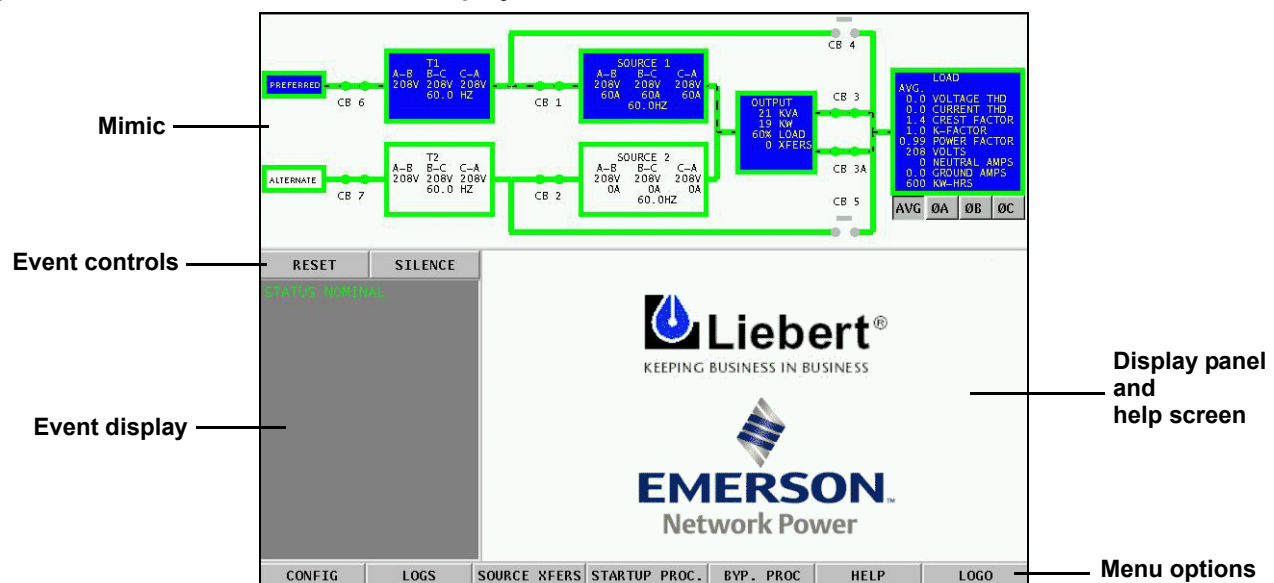 CB 4
T1
A-B B-C C-A
208V 208V 208V
60.0 HZ
SOURCE 1
A-B B-C C-A
208V 208V 208V
60A 60A 60A
60.0HZ
LOAD
AVG.
0.0 VOLTAGE THD
0.0 CURRENT THD
1.4 CREST FACTOR
1.0 K-FACTOR
0.99 POWER FACTOR
208 VOLTS
0 NEUTRAL AMPS
0.0 GROUND AMPS
600 KW-HRS
PREFERRED
CB 6
CB 1
OUTPUT
21 KVA
19 KW
60% LOAD
0 XFERS
CB 3
Mimic
T2
A-B B-C C-A
208V 208V 208V
60.0 HZ
SOURCE 2
A-B B-C C-A
208V 208V 208V
0A 0A 0A
60.0HZ
CB 3A
ALTERNATE
CB 7
CB 2
CB 5
AVG ØA ØB ØC
Event controls
RESET SILENCE
STATUS NOMINAL
Liebert®
KEEPING BUSINESS IN BUSINESS
Display panel
and
help screen
Event display
EMERSON™
Network Power
CONFIG LOGS SOURCE XFERS STARTUP PROC. BYP. PROC HELP LOGO
Menu options